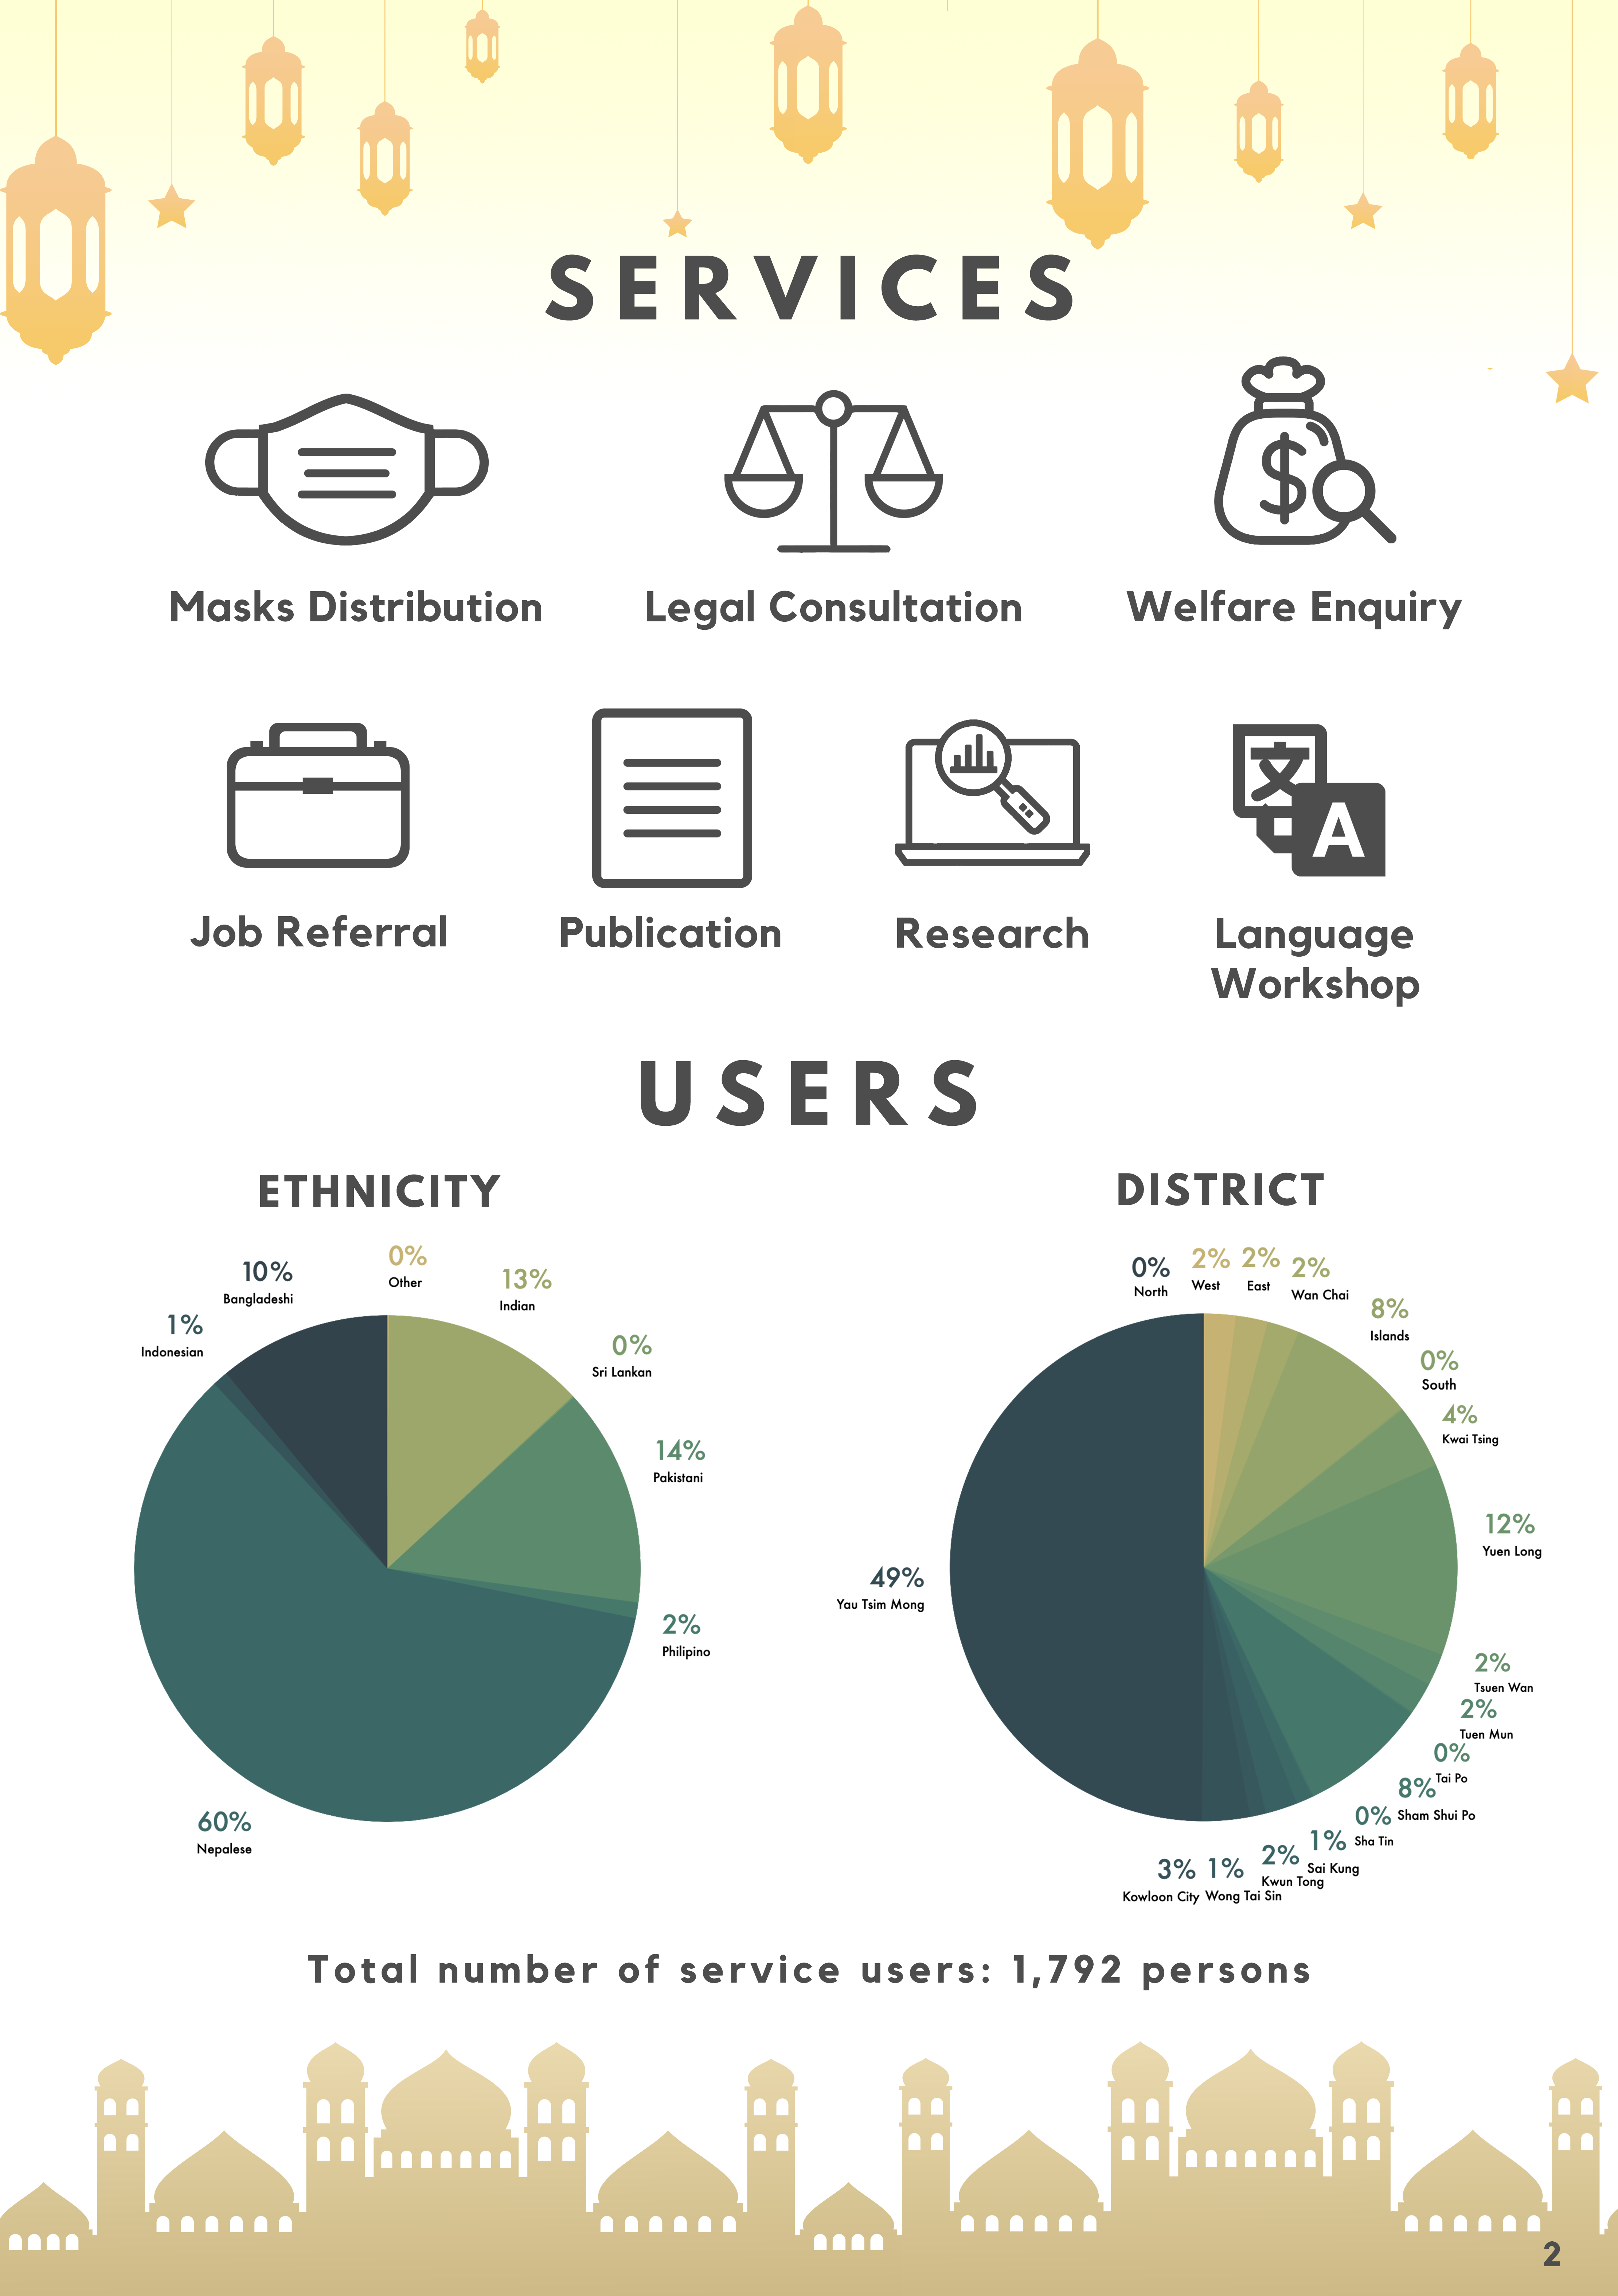 SERVICES
Masks Distribution
Legal Consultation
Welfare Enquiry
$
文
A
Job Referral
Publication
Research
Language
Workshop
USERS
ETHNICITY
0%
Other
13%
Indian
0%
Sri Lankan
14%
Pakistani
2%
Philipino
60%
Nepalese
1%
Indonesian
10%
Bangladeshi
DISTRICT
0%
North
2%
West
2%
East
2%
Wan Chai
8%
Islands
0%
South
4%
Kwai Tsing
12%
Yuen Long
2%
Tsuen Wan
2%
Tuen Mun
0%
Tai Po
8%
Sham Shui Po
0%
Sha Tin
1%
Sai Kung
2%
Kwun Tong
1%
Wong Tai Sin
3%
Kowloon City
49%
Yau Tsim Mong
Total number of service users: 1,792 persons
2